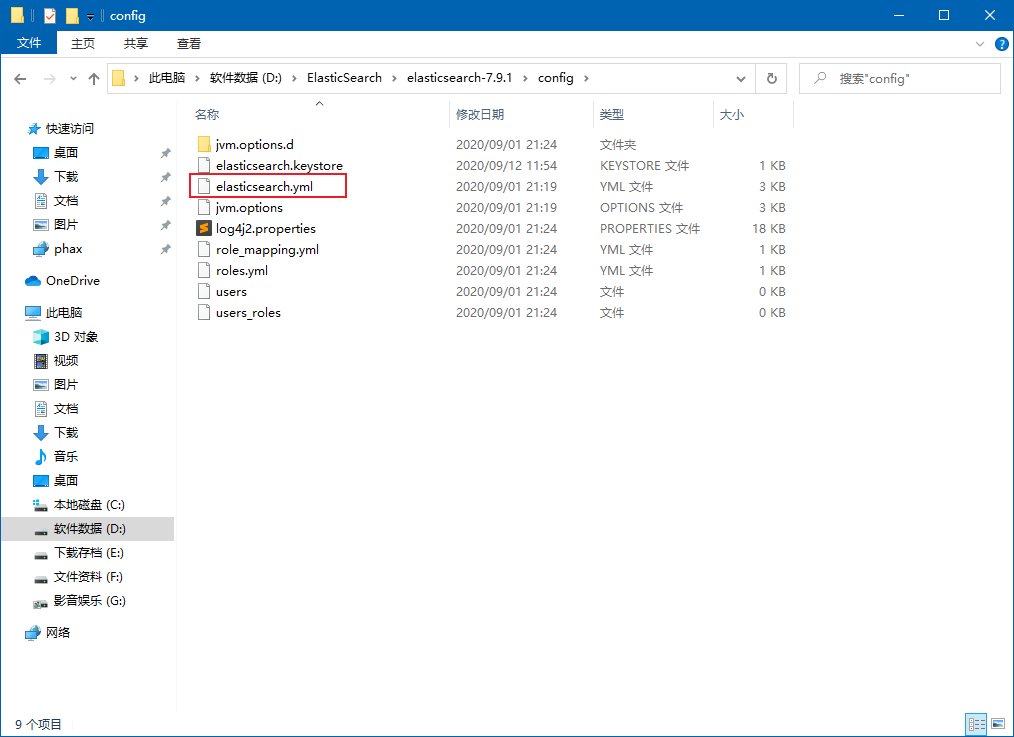 config
文件 主页 共享 查看
此电脑 软件数据 (D:) ElasticSearch elasticsearch-7.9.1 config 搜索"config"
名称 修改日期 类型 大小
快速访问
桌面
下载
文档
图片
phax
OneDrive
此电脑
3D 对象
视频
图片
文档
下载
音乐
桌面
本地磁盘 (C:)
软件数据 (D:)
下载存档 (E:)
文件资料 (F:)
影音娱乐 (G:)
网络
jvm.options.d 2020/09/01 21:24 文件夹
elasticsearch.keystore 2020/09/12 11:54 KEYSTORE 文件 1 KB
elasticsearch.yml 2020/09/01 21:19 YML 文件 3 KB
jvm.options 2020/09/01 21:19 OPTIONS 文件 3 KB
log4j2.properties 2020/09/01 21:24 PROPERTIES 文件 18 KB
role_mapping.yml 2020/09/01 21:24 YML 文件 1 KB
roles.yml 2020/09/01 21:24 YML 文件 1 KB
users 2020/09/01 21:24 文件 0 KB
users_roles 2020/09/01 21:24 文件 0 KB
9 个项目